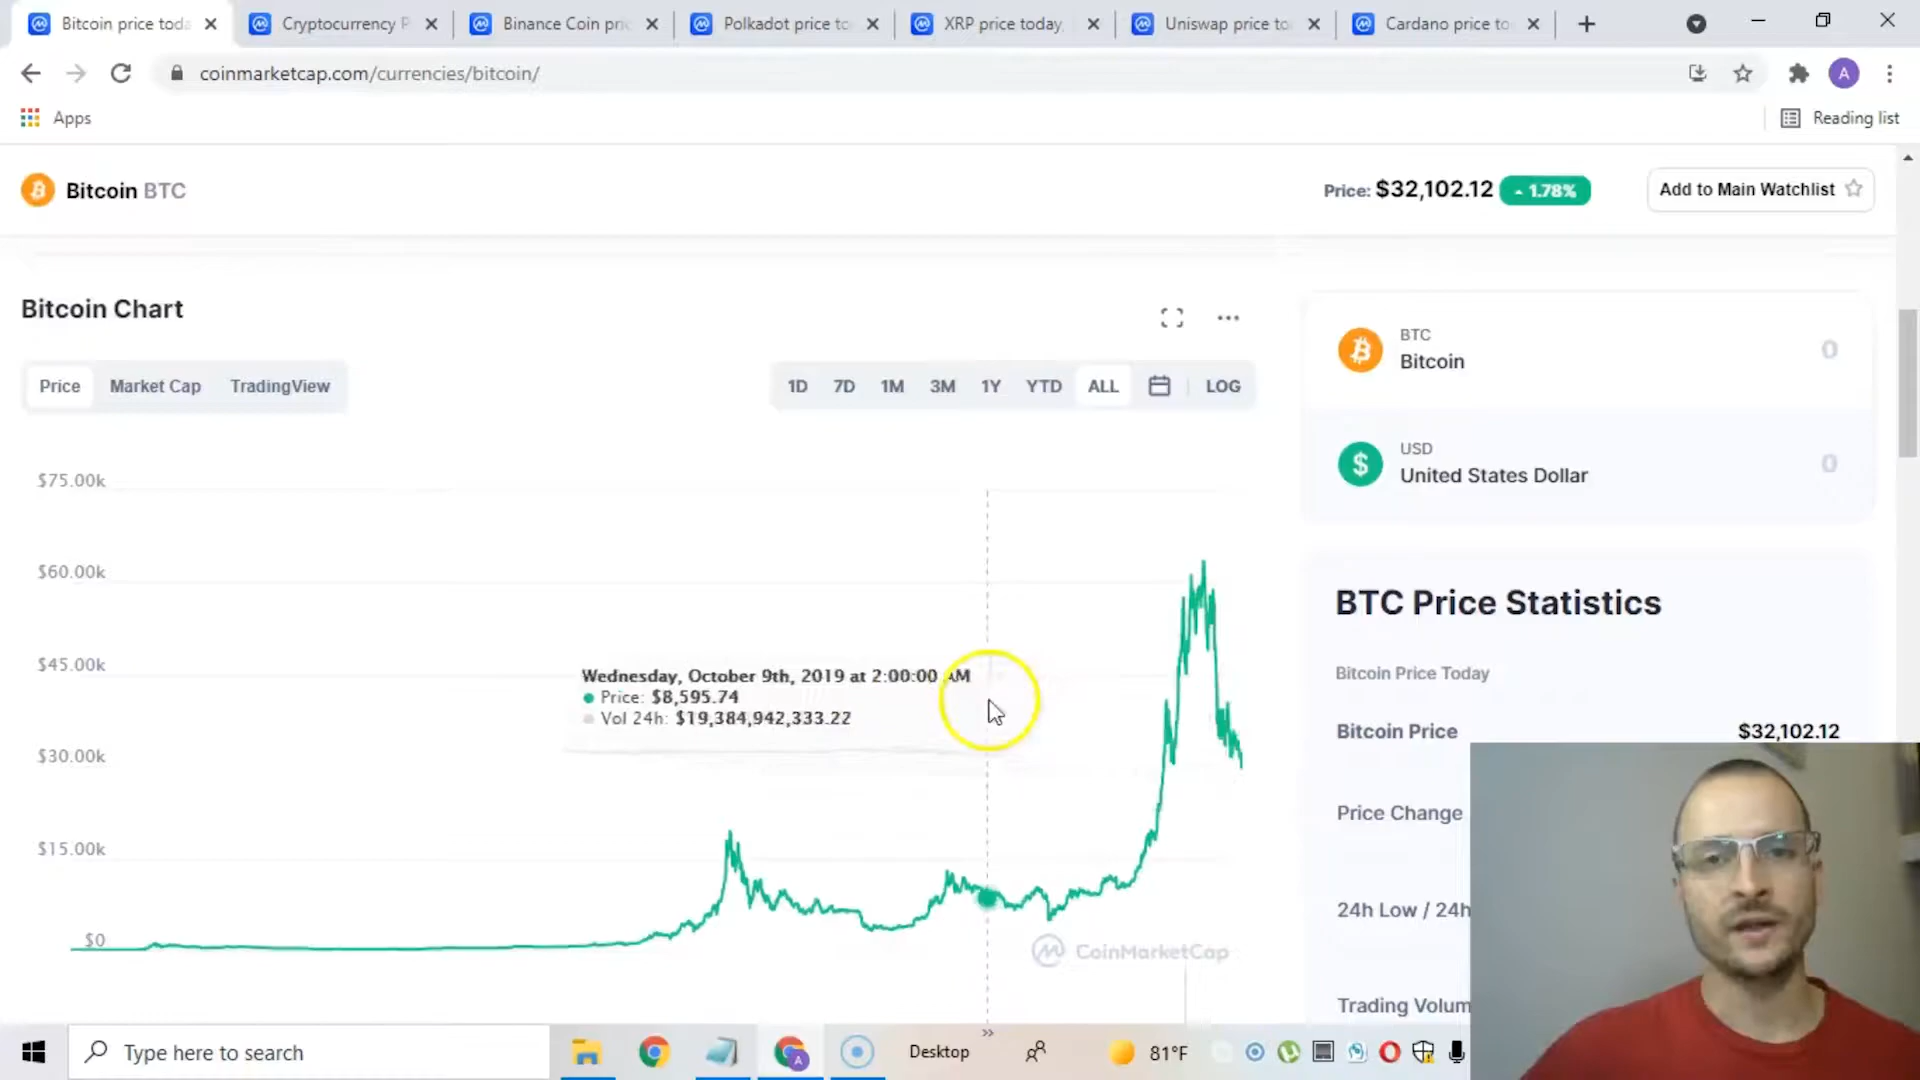 Bitcoin price toda
Cryptocurrency P
Binance Coin pric
Polkadot price to
XRP price today,
Uniswap price to
Cardano price to
coinmarketcap.com/currencies/bitcoin/
A
Apps
Reading list
Bitcoin BTC
Price: $32,102.12
1.78%
Add to Main Watchlist
Bitcoin Chart
Price
Market Cap
TradingView
1D
7D
1M
3M
1Y
YTD
ALL
LOG
BTC
Bitcoin
0
USD
United States Dollar
0
$75.00k
$60.00k
$45.00k
$30.00k
$15.00k
$0
Wednesday, October 9th, 2019 at 2:00:00 AM
Price: $8,595.74
Vol 24h: $19,384,942,333.22
CoinMarketCap
BTC Price Statistics
Bitcoin Price Today
Bitcoin Price
$32,102.12
Price Change
24h Low / 24h
Trading Volum
Type here to search
A
Desktop
»
81°F